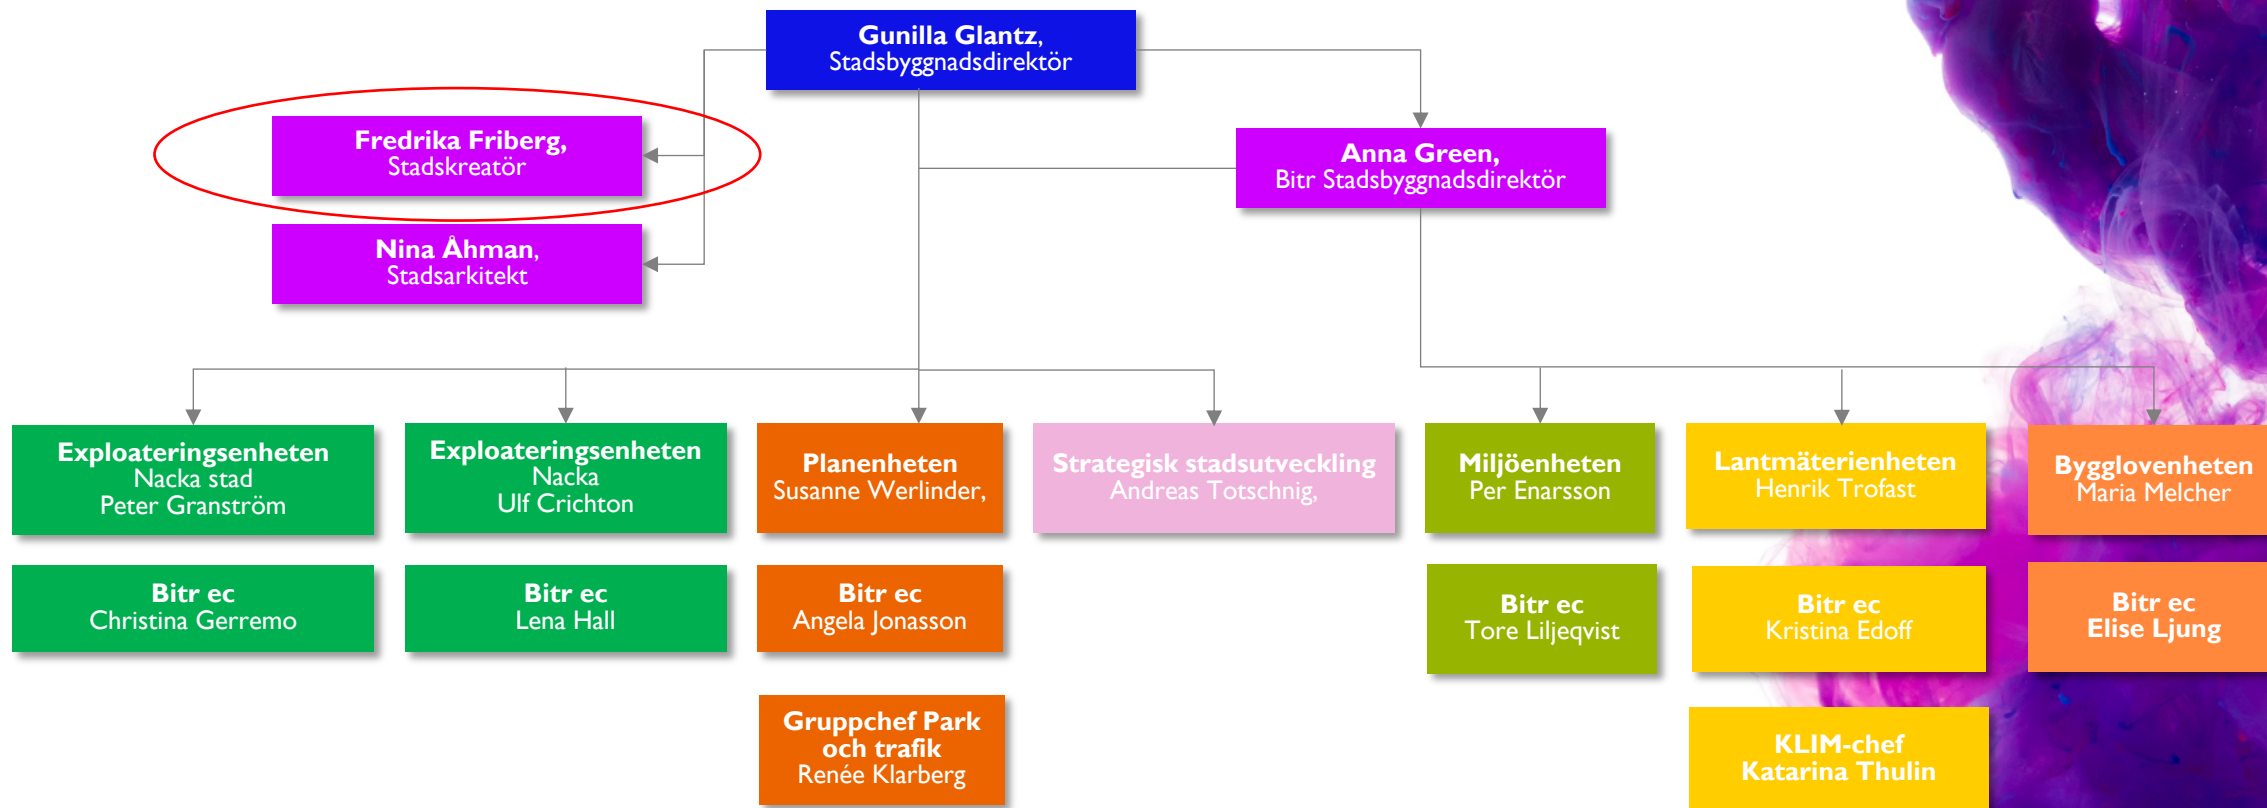 Gunilla Glantz,
Stadsbyggnadsdirektör
Fredrika Friberg,
Stadskreatör
Anna Green,
Bitr Stadsbyggnadsdirektör
Nina Åhman,
Stadsarkitekt
Exploateringsenheten
Nacka stad
Peter Granström
Exploateringsenheten
Nacka
Ulf Crichton
Planenheten
Susanne Werlinder,
Strategisk stadsutveckling
Andreas Totschnig,
Miljöenheten
Per Enarsson
Lantmäterienheten
Henrik Trofast
Bygglovenheten
Maria Melcher
Bitr ec
Christina Gerremo
Bitr ec
Lena Hall
Bitr ec
Angela Jonasson
Bitr ec
Tore Liljeqvist
Bitr ec
Kristina Edoff
Bitr ec
Elise Ljung
Gruppchef Park
och trafik
Renée Klarberg
KLIM-chef
Katarina Thulin